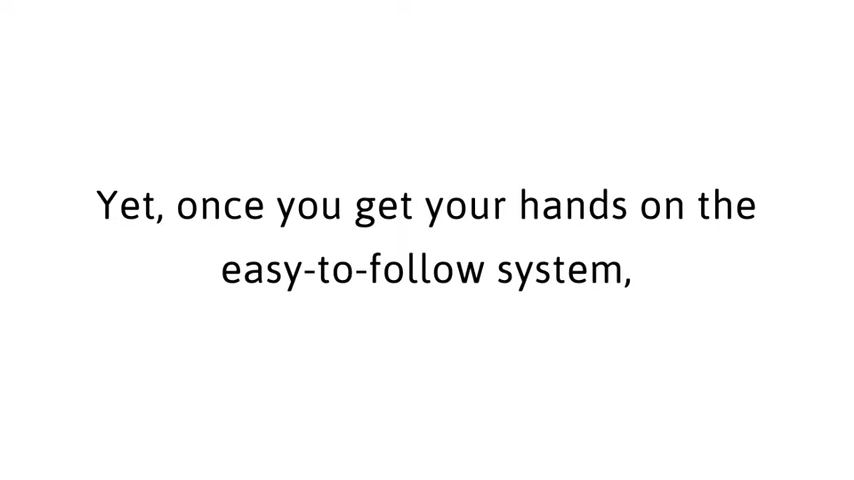 Yet, once you get your hands on the
easy-to-follow system,